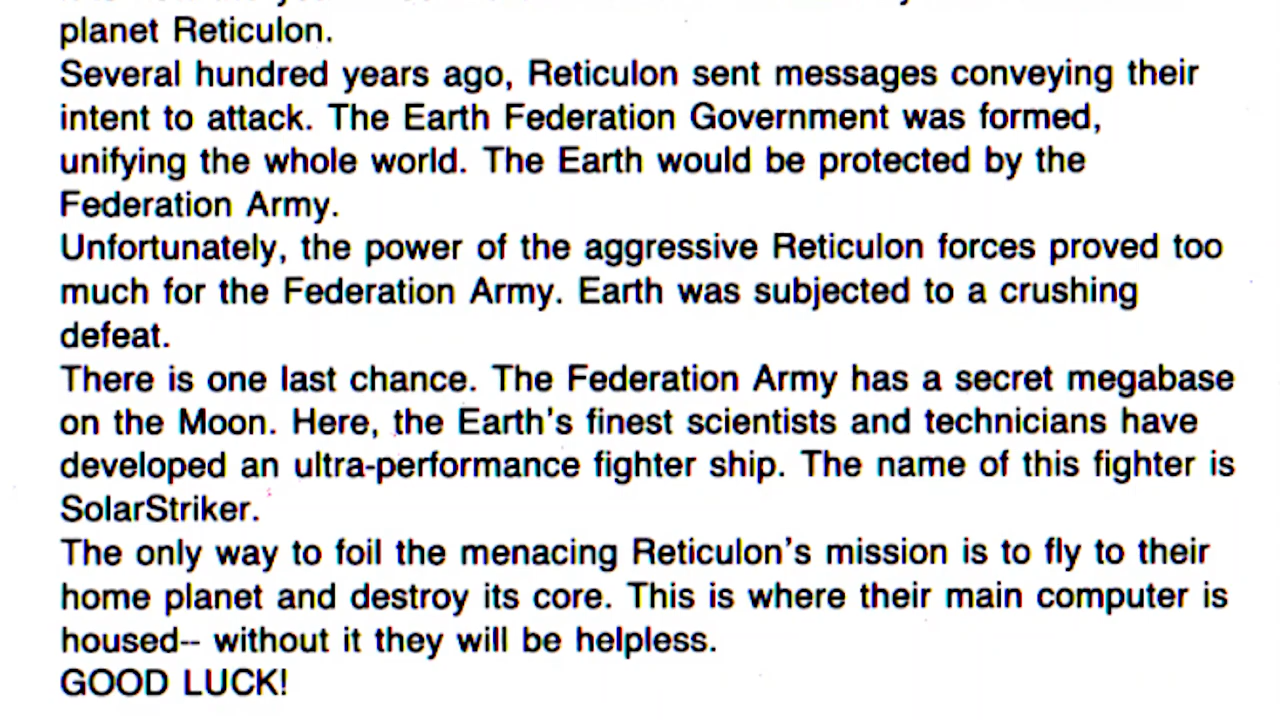 planet Reticulon.
Several hundred years ago, Reticulon sent messages conveying their
intent to attack. The Earth Federation Government was formed,
unifying the whole world. The Earth would be protected by the
Federation Army.
Unfortunately, the power of the aggressive Reticulon forces proved too
much for the Federation Army. Earth was subjected to a crushing
defeat.
There is one last chance. The Federation Army has a secret megabase
on the Moon. Here, the Earth's finest scientists and technicians have
developed an ultra-performance fighter ship. The name of this fighter is
SolarStriker.
The only way to foil the menacing Reticulon's mission is to fly to their
home planet and destroy its core. This is where their main computer is
housed-- without it they will be helpless.
GOOD LUCK!